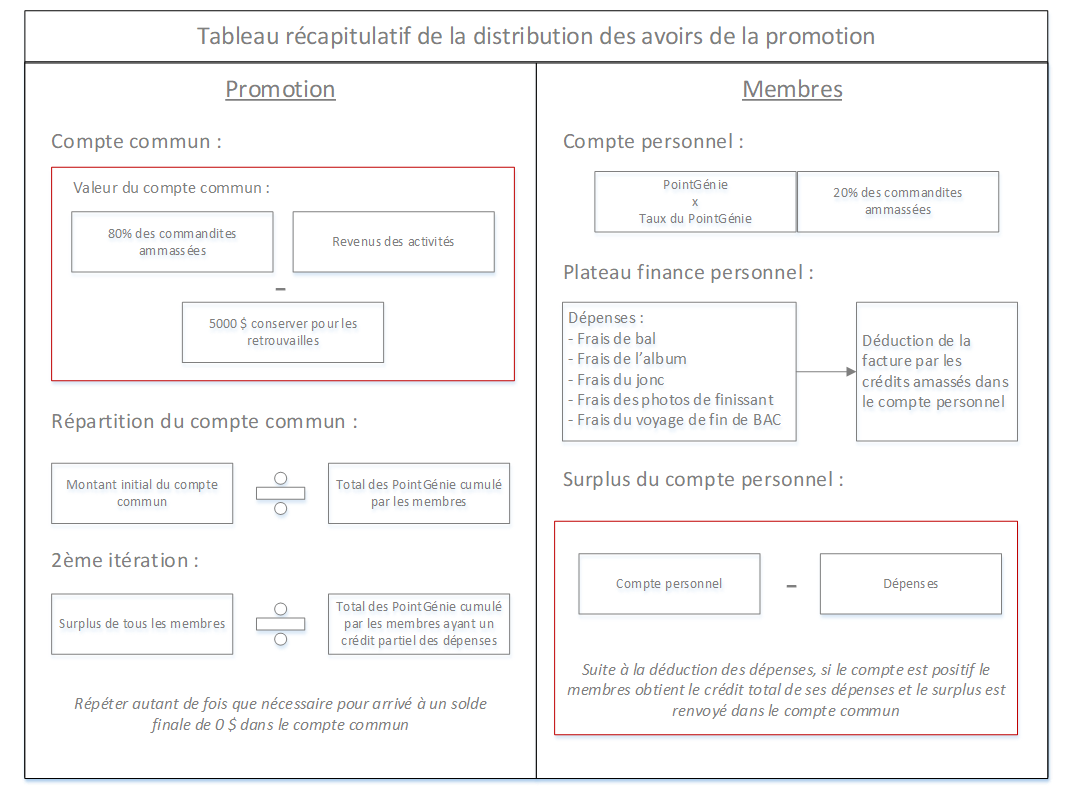 Tableau récapitulatif de la distribution des avoirs de la promotion
Promotion
Compte commun :
Valeur du compte commun :
80% des commandites
ammassées
Revenus des activités
–
5000 $ conserver pour les
retrouvailles
Répartition du compte commun :
Montant initial du compte
commun
Total des PointGénie cumulé
par les membres
2ème itération :
Surplus de tous les membres
Total des PointGénie cumulé
par les membres ayant un
crédit partiel des dépenses
Répéter autant de fois que nécessaire pour arrivé à un solde
finale de 0 $ dans le compte commun
Membres
Compte personnel :
PointGénie
x
Taux du PointGénie
20% des commandites
ammassées
Plateau finance personnel :
Dépenses :
- Frais de bal
- Frais de l’album
- Frais du jonc
- Frais des photos de finissant
- Frais du voyage de fin de BAC
Déduction de la
facture par les
crédits amassés dans
le compte personnel
Surplus du compte personnel :
Compte personnel
–
Dépenses
Suite à la déduction des dépenses, si le compte est positif le
membres obtient le crédit total de ses dépenses et le surplus est
renvoyé dans le compte commun